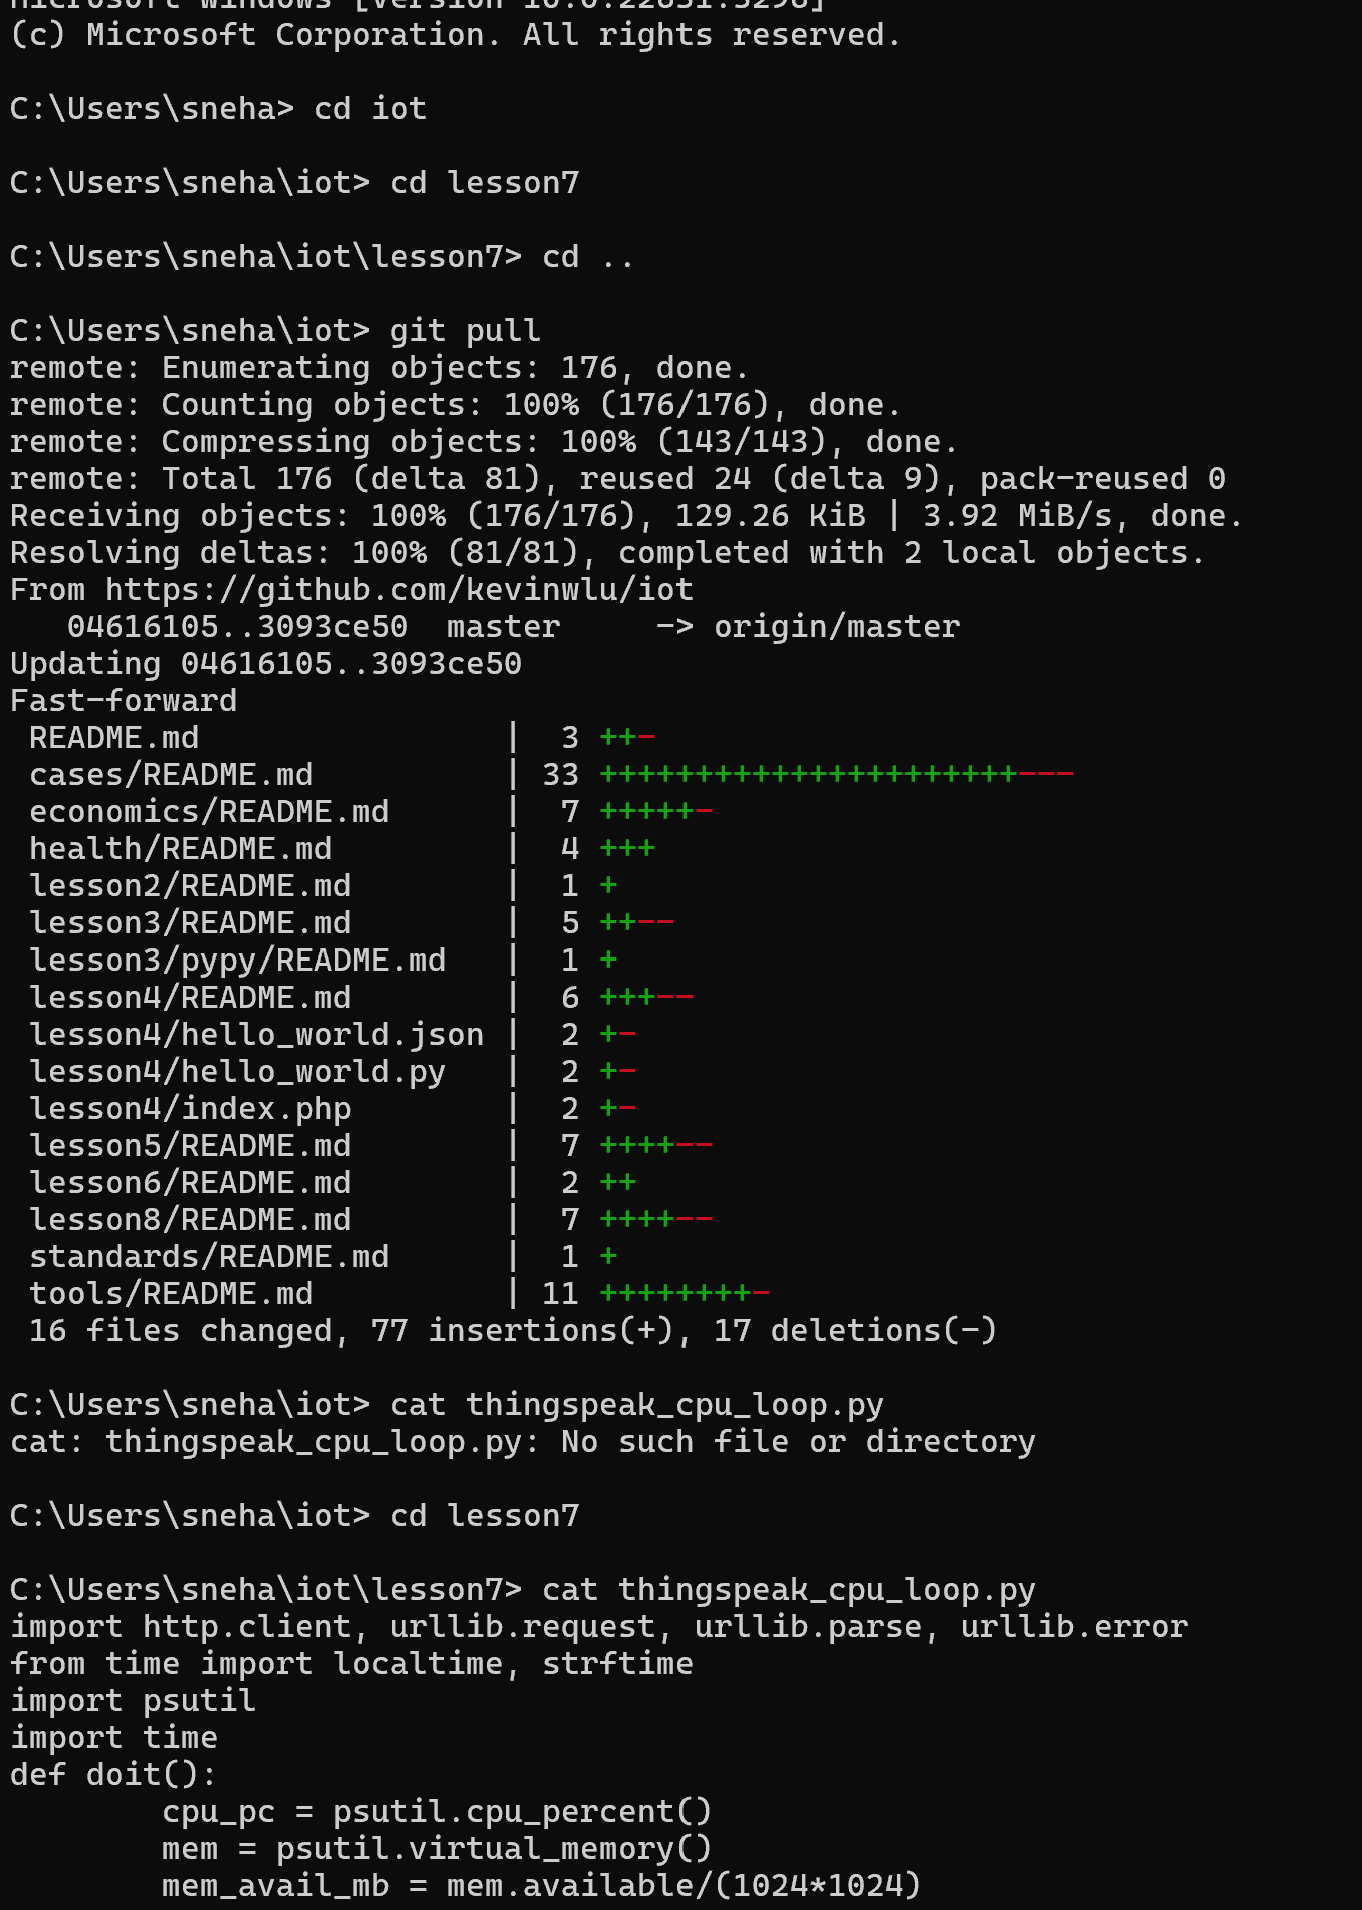 Microsoft Windows [Version 10.0.22631.3296]
(c) Microsoft Corporation. All rights reserved.
C:\Users\sneha> cd iot
C:\Users\sneha\iot> cd lesson7
C:\Users\sneha\iot\lesson7> cd ..
C:\Users\sneha\iot> git pull
remote: Enumerating objects: 176, done.
remote: Counting objects: 100% (176/176), done.
remote: Compressing objects: 100% (143/143), done.
remote: Total 176 (delta 81), reused 24 (delta 9), pack-reused 0
Receiving objects: 100% (176/176), 129.26 KiB | 3.92 MiB/s, done.
Resolving deltas: 100% (81/81), completed with 2 local objects.
From https://github.com/kevinwlu/iot
   04616105..3093ce50  master     -> origin/master
Updating 04616105..3093ce50
Fast-forward
 README.md                |  3 ++-
 cases/README.md          | 33 ++++++++++++++++++++++---
 economics/README.md      |  7 +++++-
 health/README.md         |  4 +++
 lesson2/README.md        |  1 +
 lesson3/README.md        |  5 ++--
 lesson3/pypy/README.md   |  1 +
 lesson4/README.md        |  6 +++--
 lesson4/hello_world.json |  2 +-
 lesson4/hello_world.py   |  2 +-
 lesson4/index.php        |  2 +-
 lesson5/README.md        |  7 ++++--
 lesson6/README.md        |  2 ++
 lesson8/README.md        |  7 ++++--
 standards/README.md      |  1 +
 tools/README.md          | 11 ++++++++-
 16 files changed, 77 insertions(+), 17 deletions(-)
C:\Users\sneha\iot> cat thingspeak_cpu_loop.py
cat: thingspeak_cpu_loop.py: No such file or directory
C:\Users\sneha\iot> cd lesson7
C:\Users\sneha\iot\lesson7> cat thingspeak_cpu_loop.py
import http.client, urllib.request, urllib.parse, urllib.error
from time import localtime, strftime
import psutil
import time
def doit():
        cpu_pc = psutil.cpu_percent()
        mem = psutil.virtual_memory()
        mem_avail_mb = mem.available/(1024*1024)